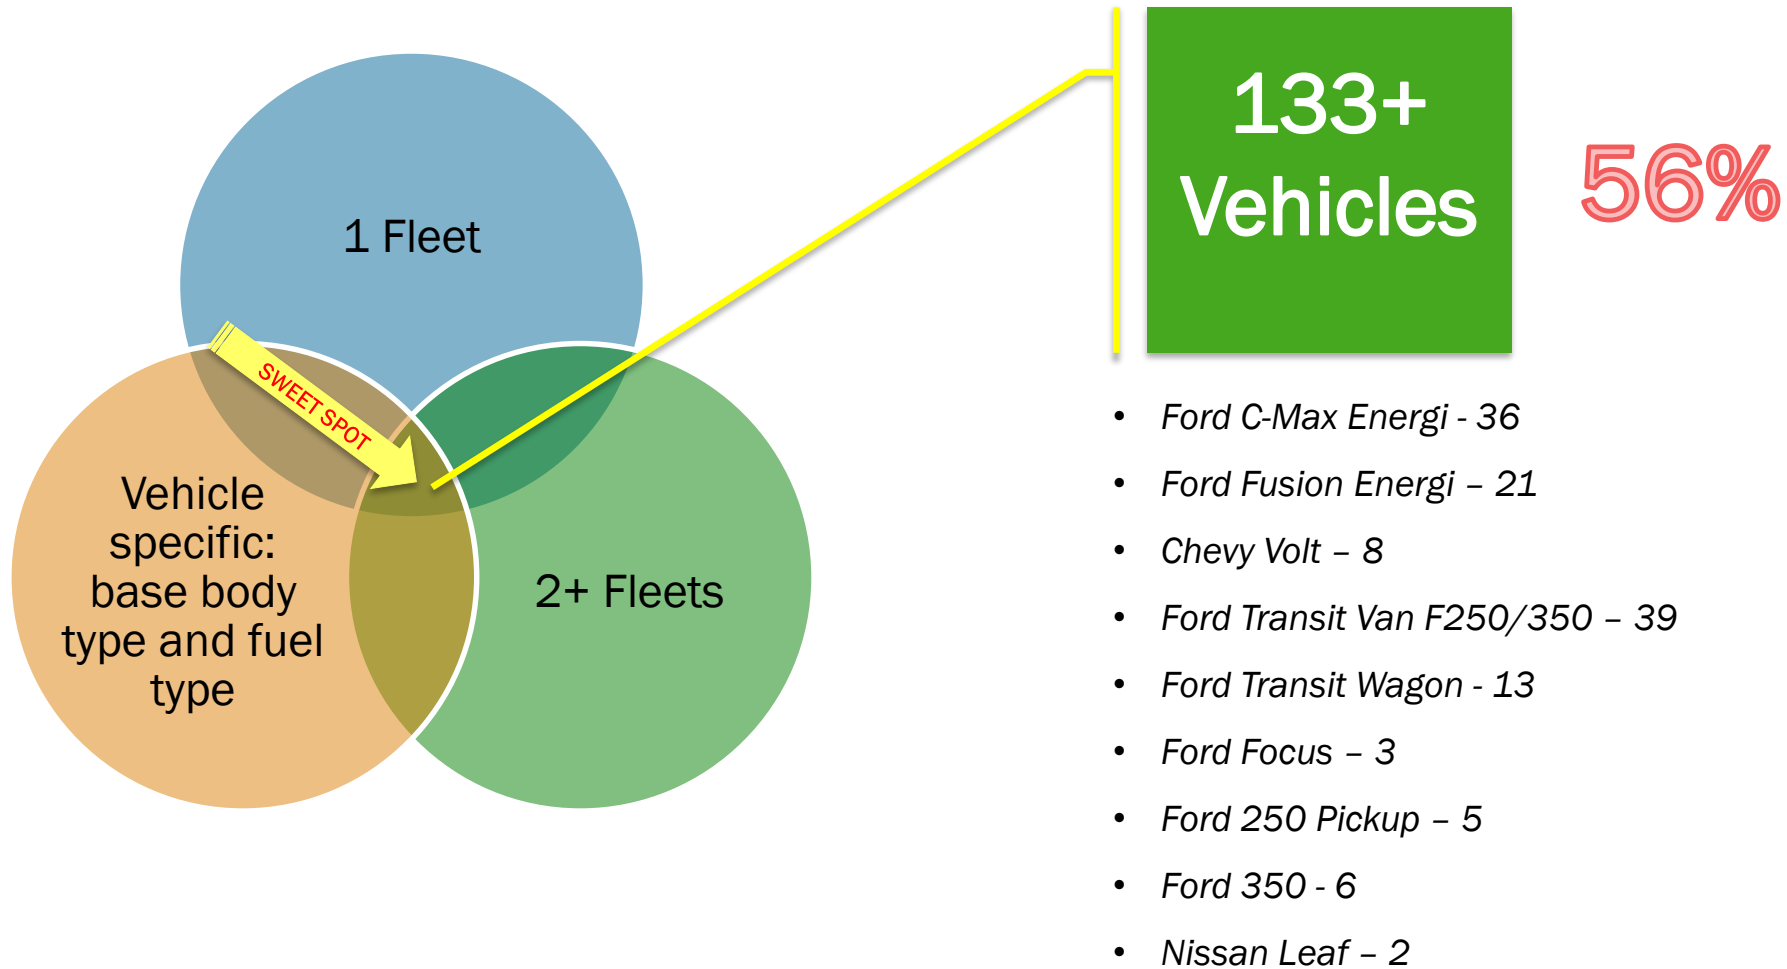 1 Fleet
SWEET SPOT
Vehicle
specific:
base body
type and fuel
type
2+ Fleets
133+
Vehicles
56%
• Ford C-Max Energi - 36
• Ford Fusion Energi – 21
• Chevy Volt – 8
• Ford Transit Van F250/350 – 39
• Ford Transit Wagon - 13
• Ford Focus – 3
• Ford 250 Pickup – 5
• Ford 350 - 6
• Nissan Leaf – 2